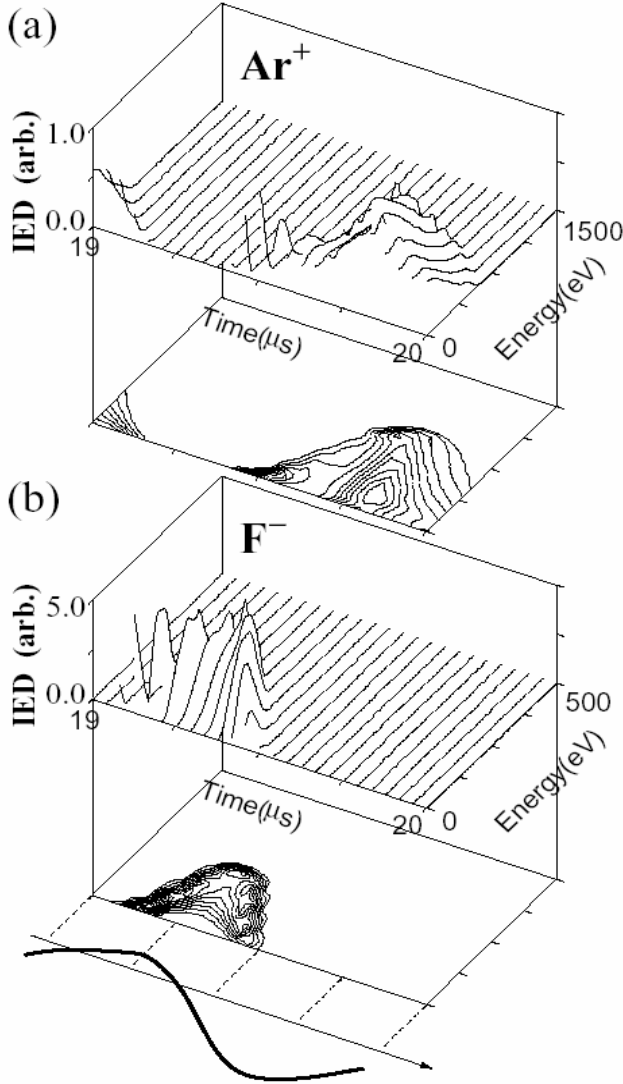 (a)
Ar⁺
IED (arb.)
1.0
0.0
19
Time(μs)
20
0
Energy(eV)
1500
(b)
F⁻
IED (arb.)
5.0
0.0
19
Time(μs)
20
0
Energy(eV)
500